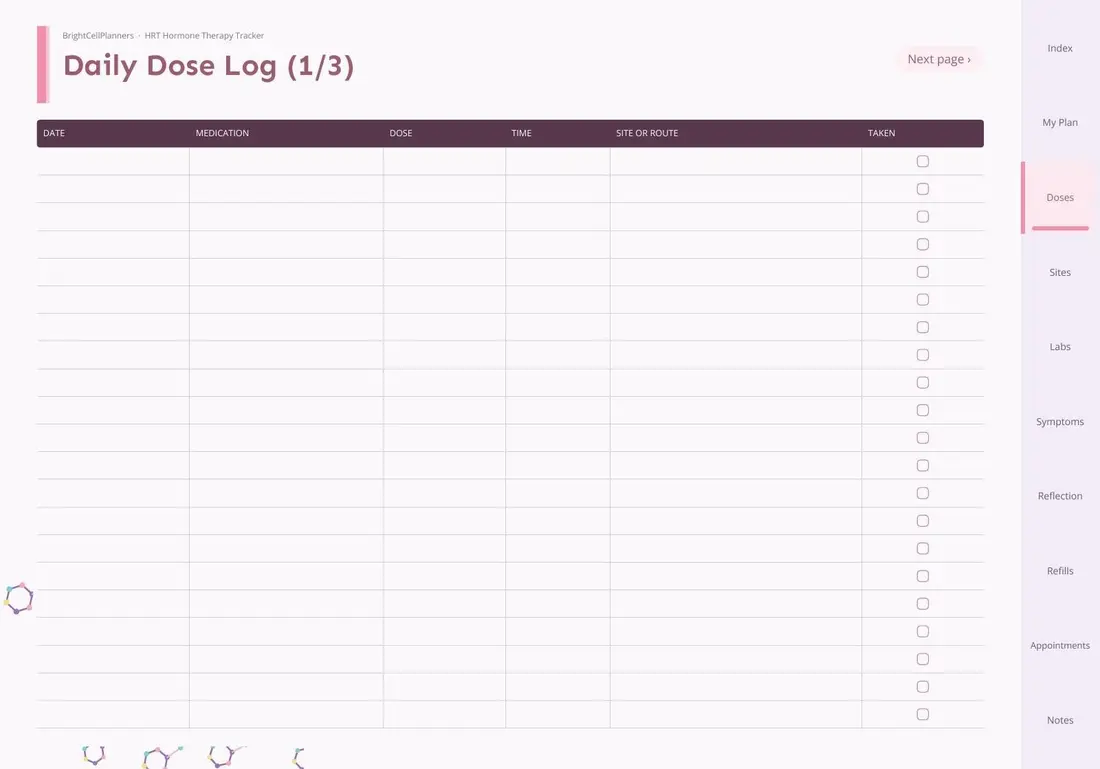 BrightCellPlanners · HRT Hormone Therapy Tracker
Daily Dose Log (1/3)
Next page ›
DATE MEDICATION DOSE TIME SITE OR ROUTE TAKEN
Index
My Plan
Doses
Sites
Labs
Symptoms
Reflection
Refills
Appointments
Notes